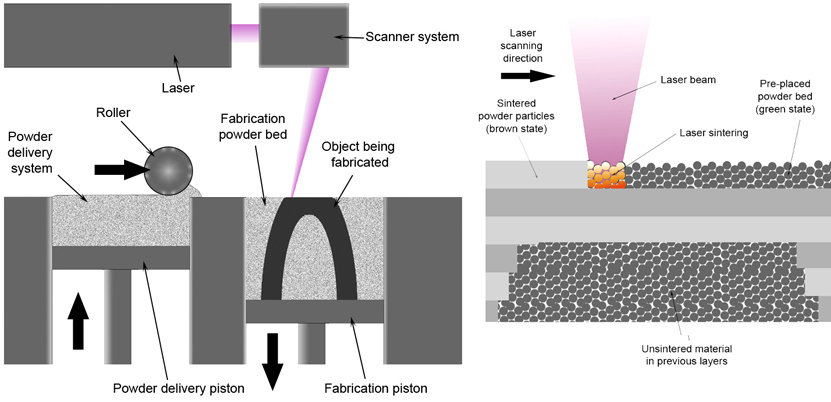 Laser
Scanner system
Roller
Powder
delivery
system
Fabrication
powder bed
Object being
fabricated
Powder delivery piston
Fabrication piston
Laser
scanning
direction
Laser beam
Sintered
powder particles
(brown state)
Pre-placed
powder bed
(green state)
Laser sintering
Unsintered material
in previous layers